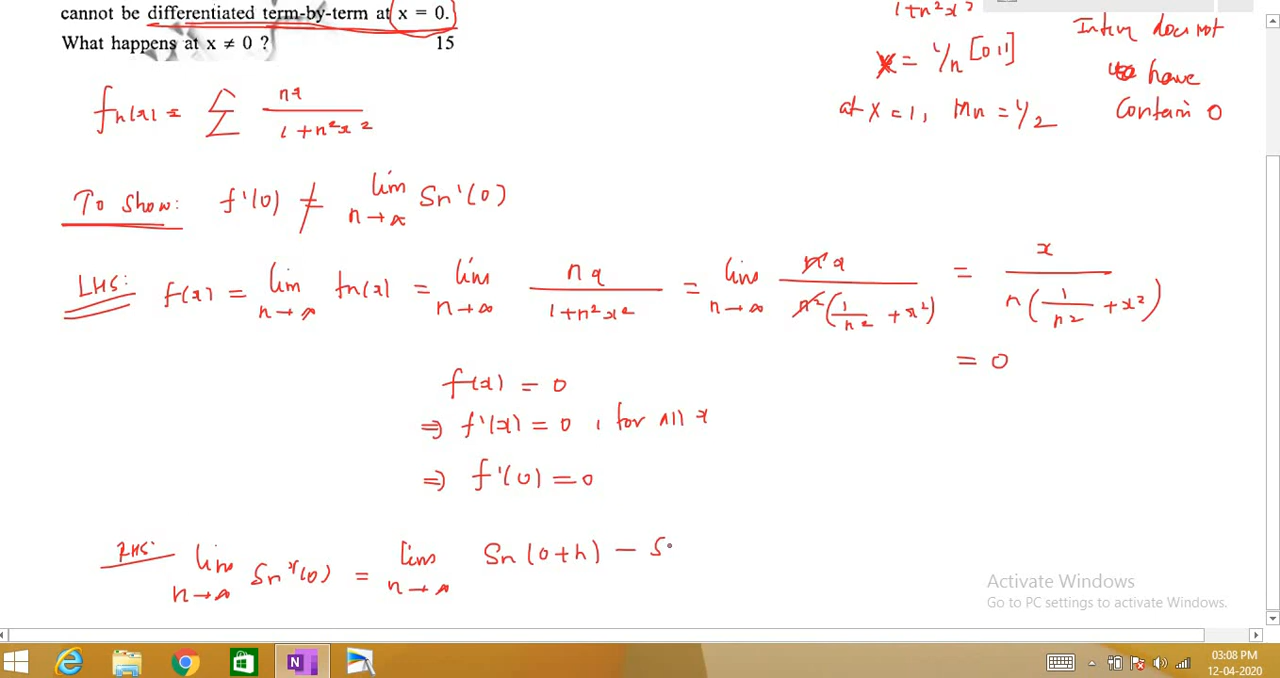 cannot be differentiated term-by-term at x = 0.
What happens at x ≠ 0 ? 15
1+n²x²
x = 1/n [0,1]
at x = 1, Mn = 1/2
does not
have
Contain 0
fn(x) = Σ nx / 1+n²x²
To Show: f'(0) ≠ lim n→∞ Sn'(0)
LHS: f(x) = lim n→∞ fn(x) = lim n→∞ nx / 1+n²x² = lim n→∞ nx / n²(1/n² + x²) = x / n(1/n² + x²)
= 0
f(x) = 0
⇒ f'(x) = 0, for all x
⇒ f'(0) = 0
RHS: lim n→∞ Sn'(0) = lim n→∞ Sn(0+h) - S
Activate Windows
Go to PC settings to activate Windows.
03:08 PM
12-04-2020